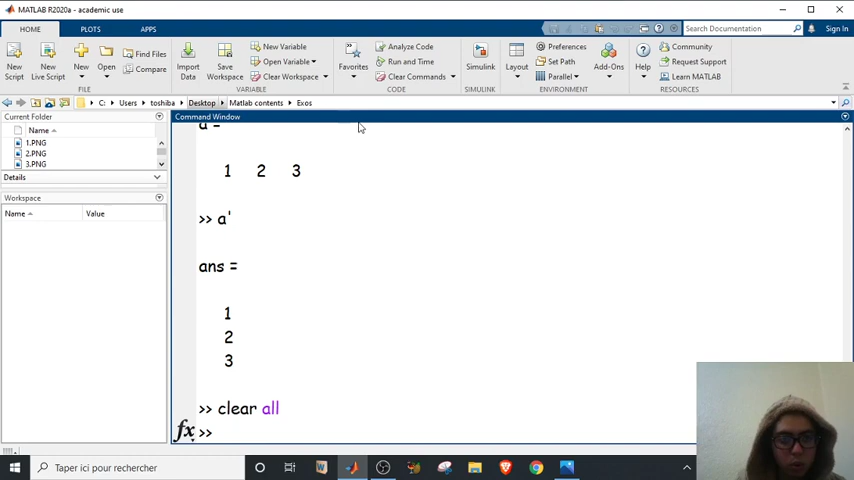 MATLAB R2020a - academic use
HOME PLOTS APPS
Search Documentation
Sign In
New Script
New Live Script
New
Open
Find Files
Compare
Import Data
Save Workspace
New Variable
Open Variable
Clear Workspace
Favorites
Analyze Code
Run and Time
Clear Commands
Simulink
Layout
Preferences
Set Path
Parallel
Add-Ons
Help
Community
Request Support
Learn MATLAB
FILE VARIABLE CODE SIMULINK ENVIRONMENT RESOURCES
C: Users toshiba Desktop Matlab contents Exos
Current Folder
Name
1.PNG
2.PNG
3.PNG
Details
Workspace
Name Value
Command Window
a =
1 2 3
>> a'
ans =
1
2
3
>> clear all
fx >>
Taper ici pour rechercher